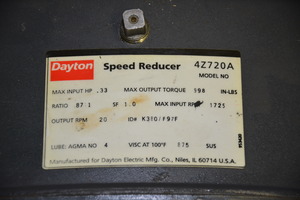 Dayton Speed Reducer 4Z720A
MODEL NO
MAX INPUT HP .33 MAX OUTPUT TORQUE 998 IN-LBS
RATIO 87.1 SF 1.0 MAX INPUT RPM 1725
OUTPUT RPM 20 ID# K310/F97F
LUBE: AGMA NO 4 VISC AT 100°F 875 SUS
Manufactured for Dayton Electric Mfg. Co., Niles, IL 60714 U.S.A.